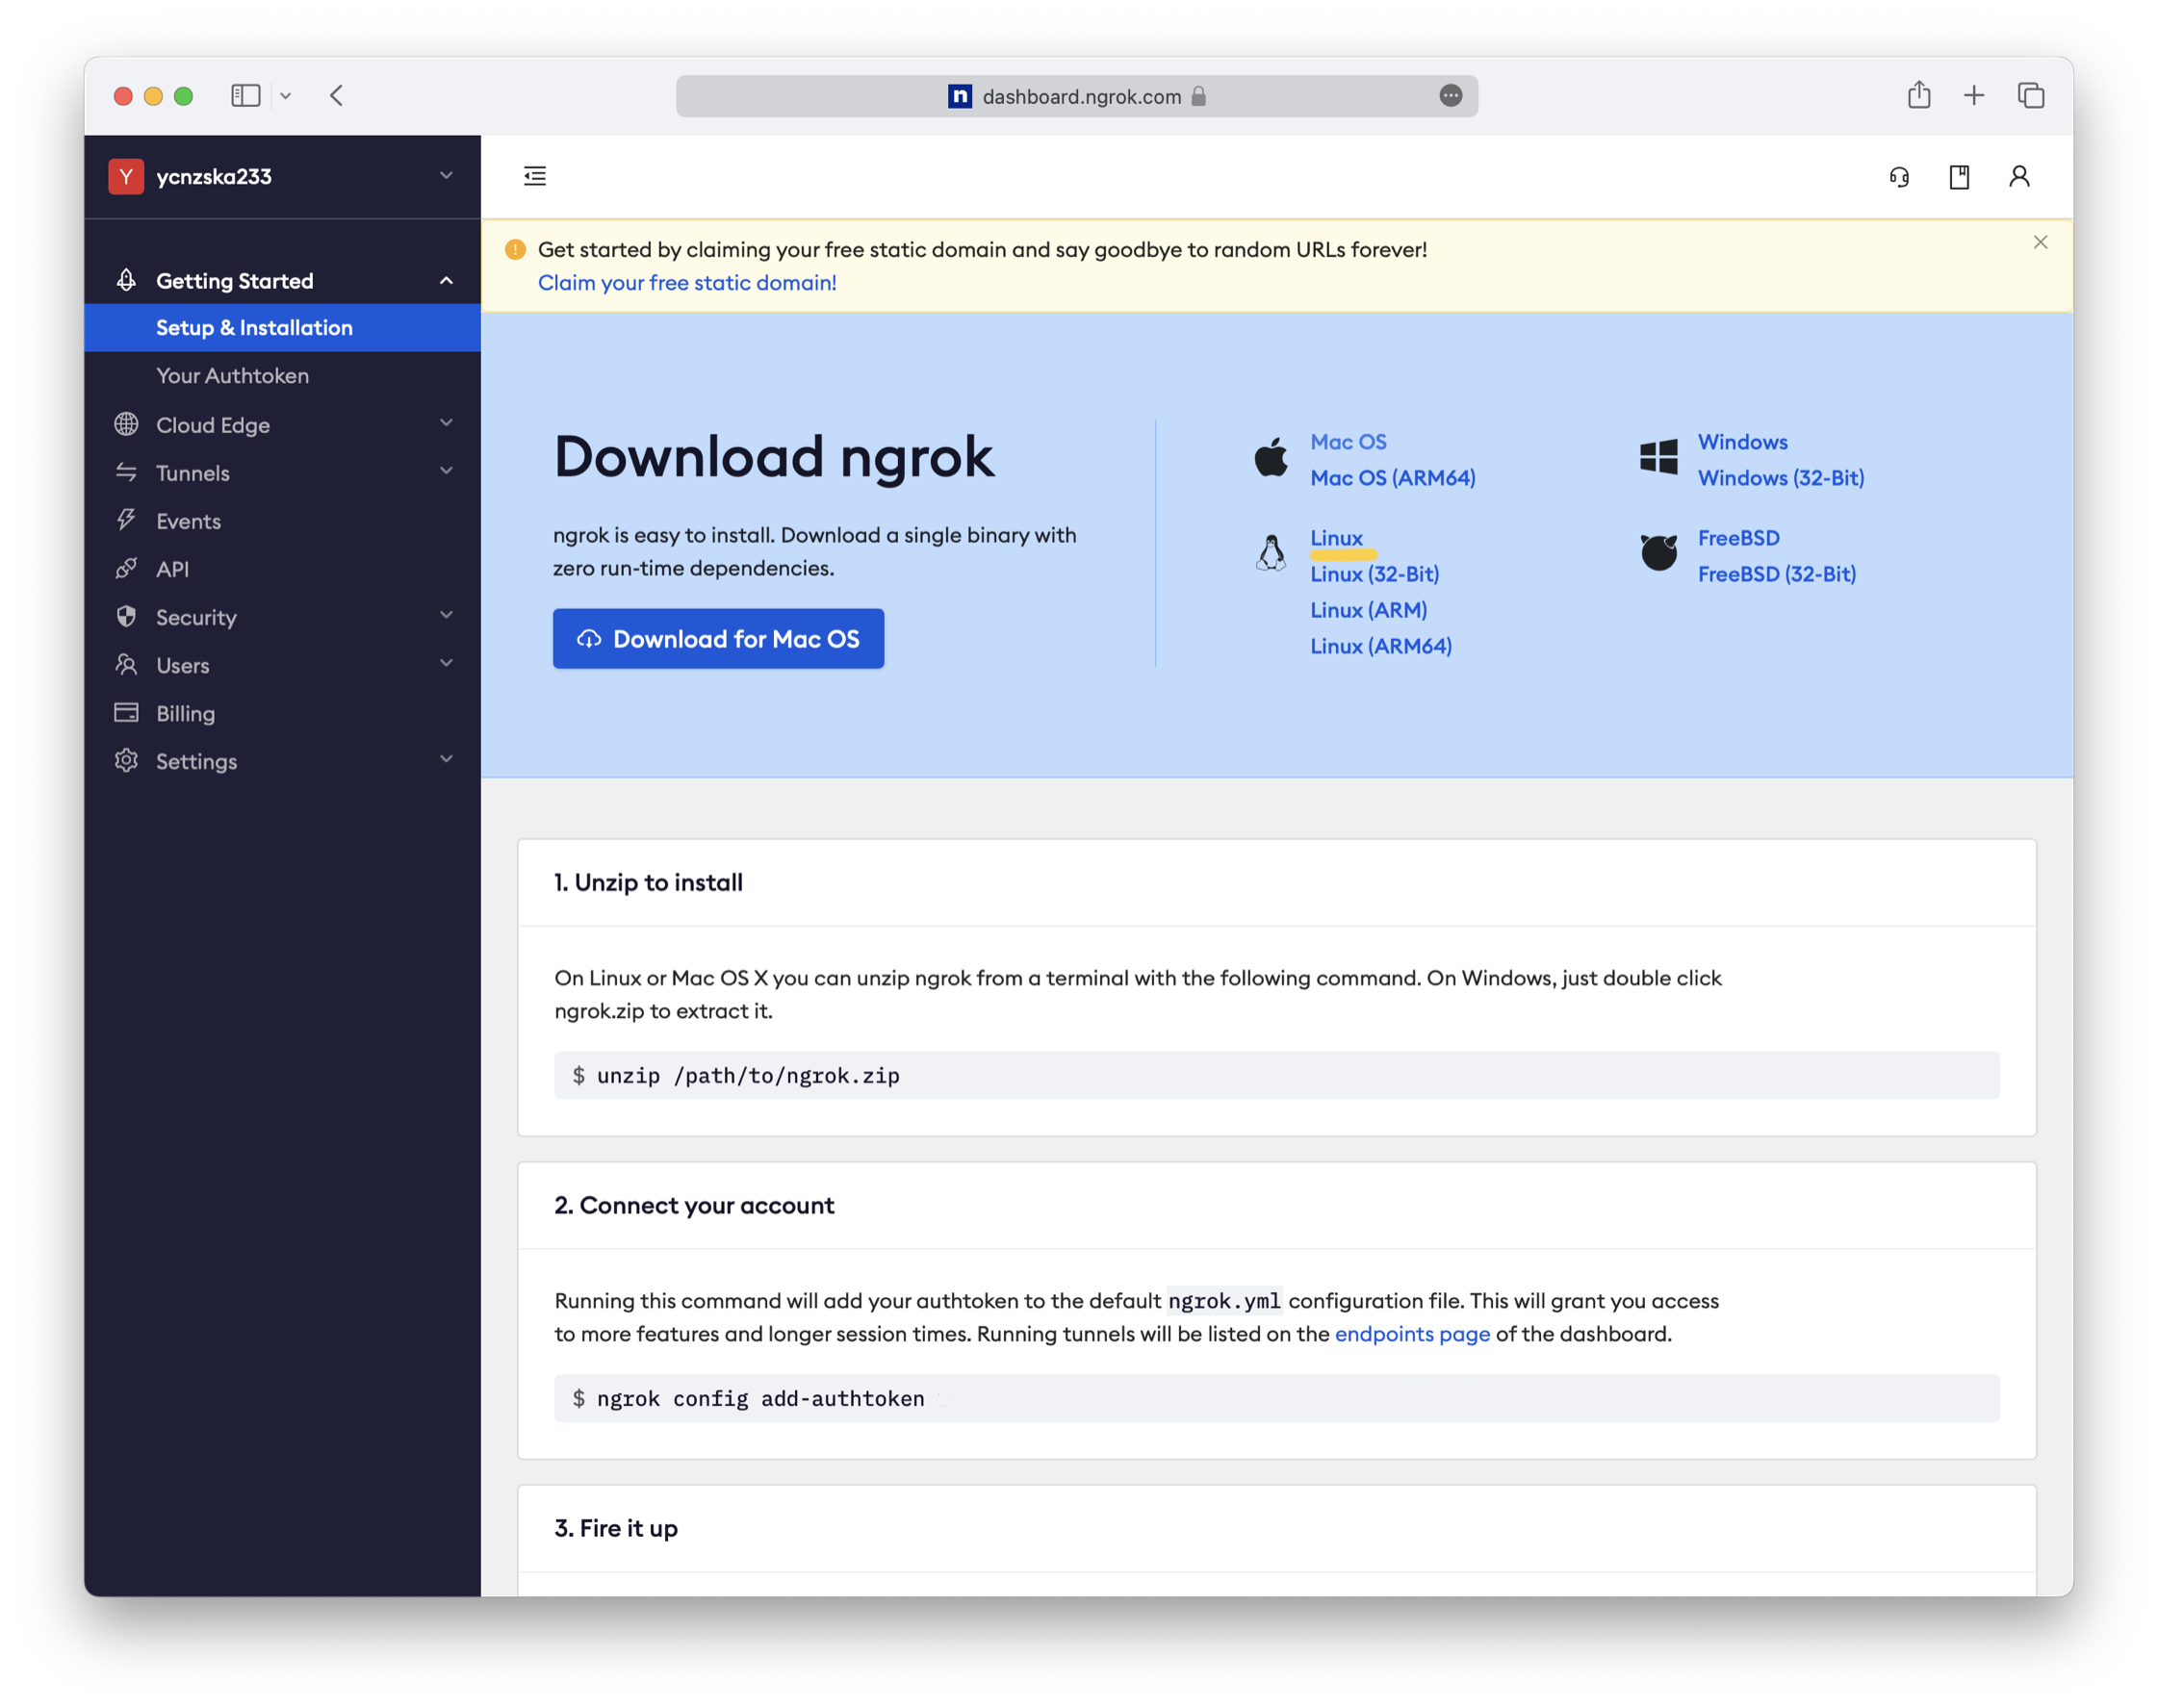 dashboard.ngrok.com
Y ycnzska233
Getting Started
Setup & Installation
Your Authtoken
Cloud Edge
Tunnels
Events
API
Security
Users
Billing
Settings
Get started by claiming your free static domain and say goodbye to random URLs forever!
Claim your free static domain!
Download ngrok
ngrok is easy to install. Download a single binary with
zero run-time dependencies.
Download for Mac OS
Mac OS
Mac OS (ARM64)
Linux
Linux (32-Bit)
Linux (ARM)
Linux (ARM64)
Windows
Windows (32-Bit)
FreeBSD
FreeBSD (32-Bit)
1. Unzip to install
On Linux or Mac OS X you can unzip ngrok from a terminal with the following command. On Windows, just double click
ngrok.zip to extract it.
$ unzip /path/to/ngrok.zip
2. Connect your account
Running this command will add your authtoken to the default ngrok.yml configuration file. This will grant you access
to more features and longer session times. Running tunnels will be listed on the endpoints page of the dashboard.
$ ngrok config add-authtoken
3. Fire it up